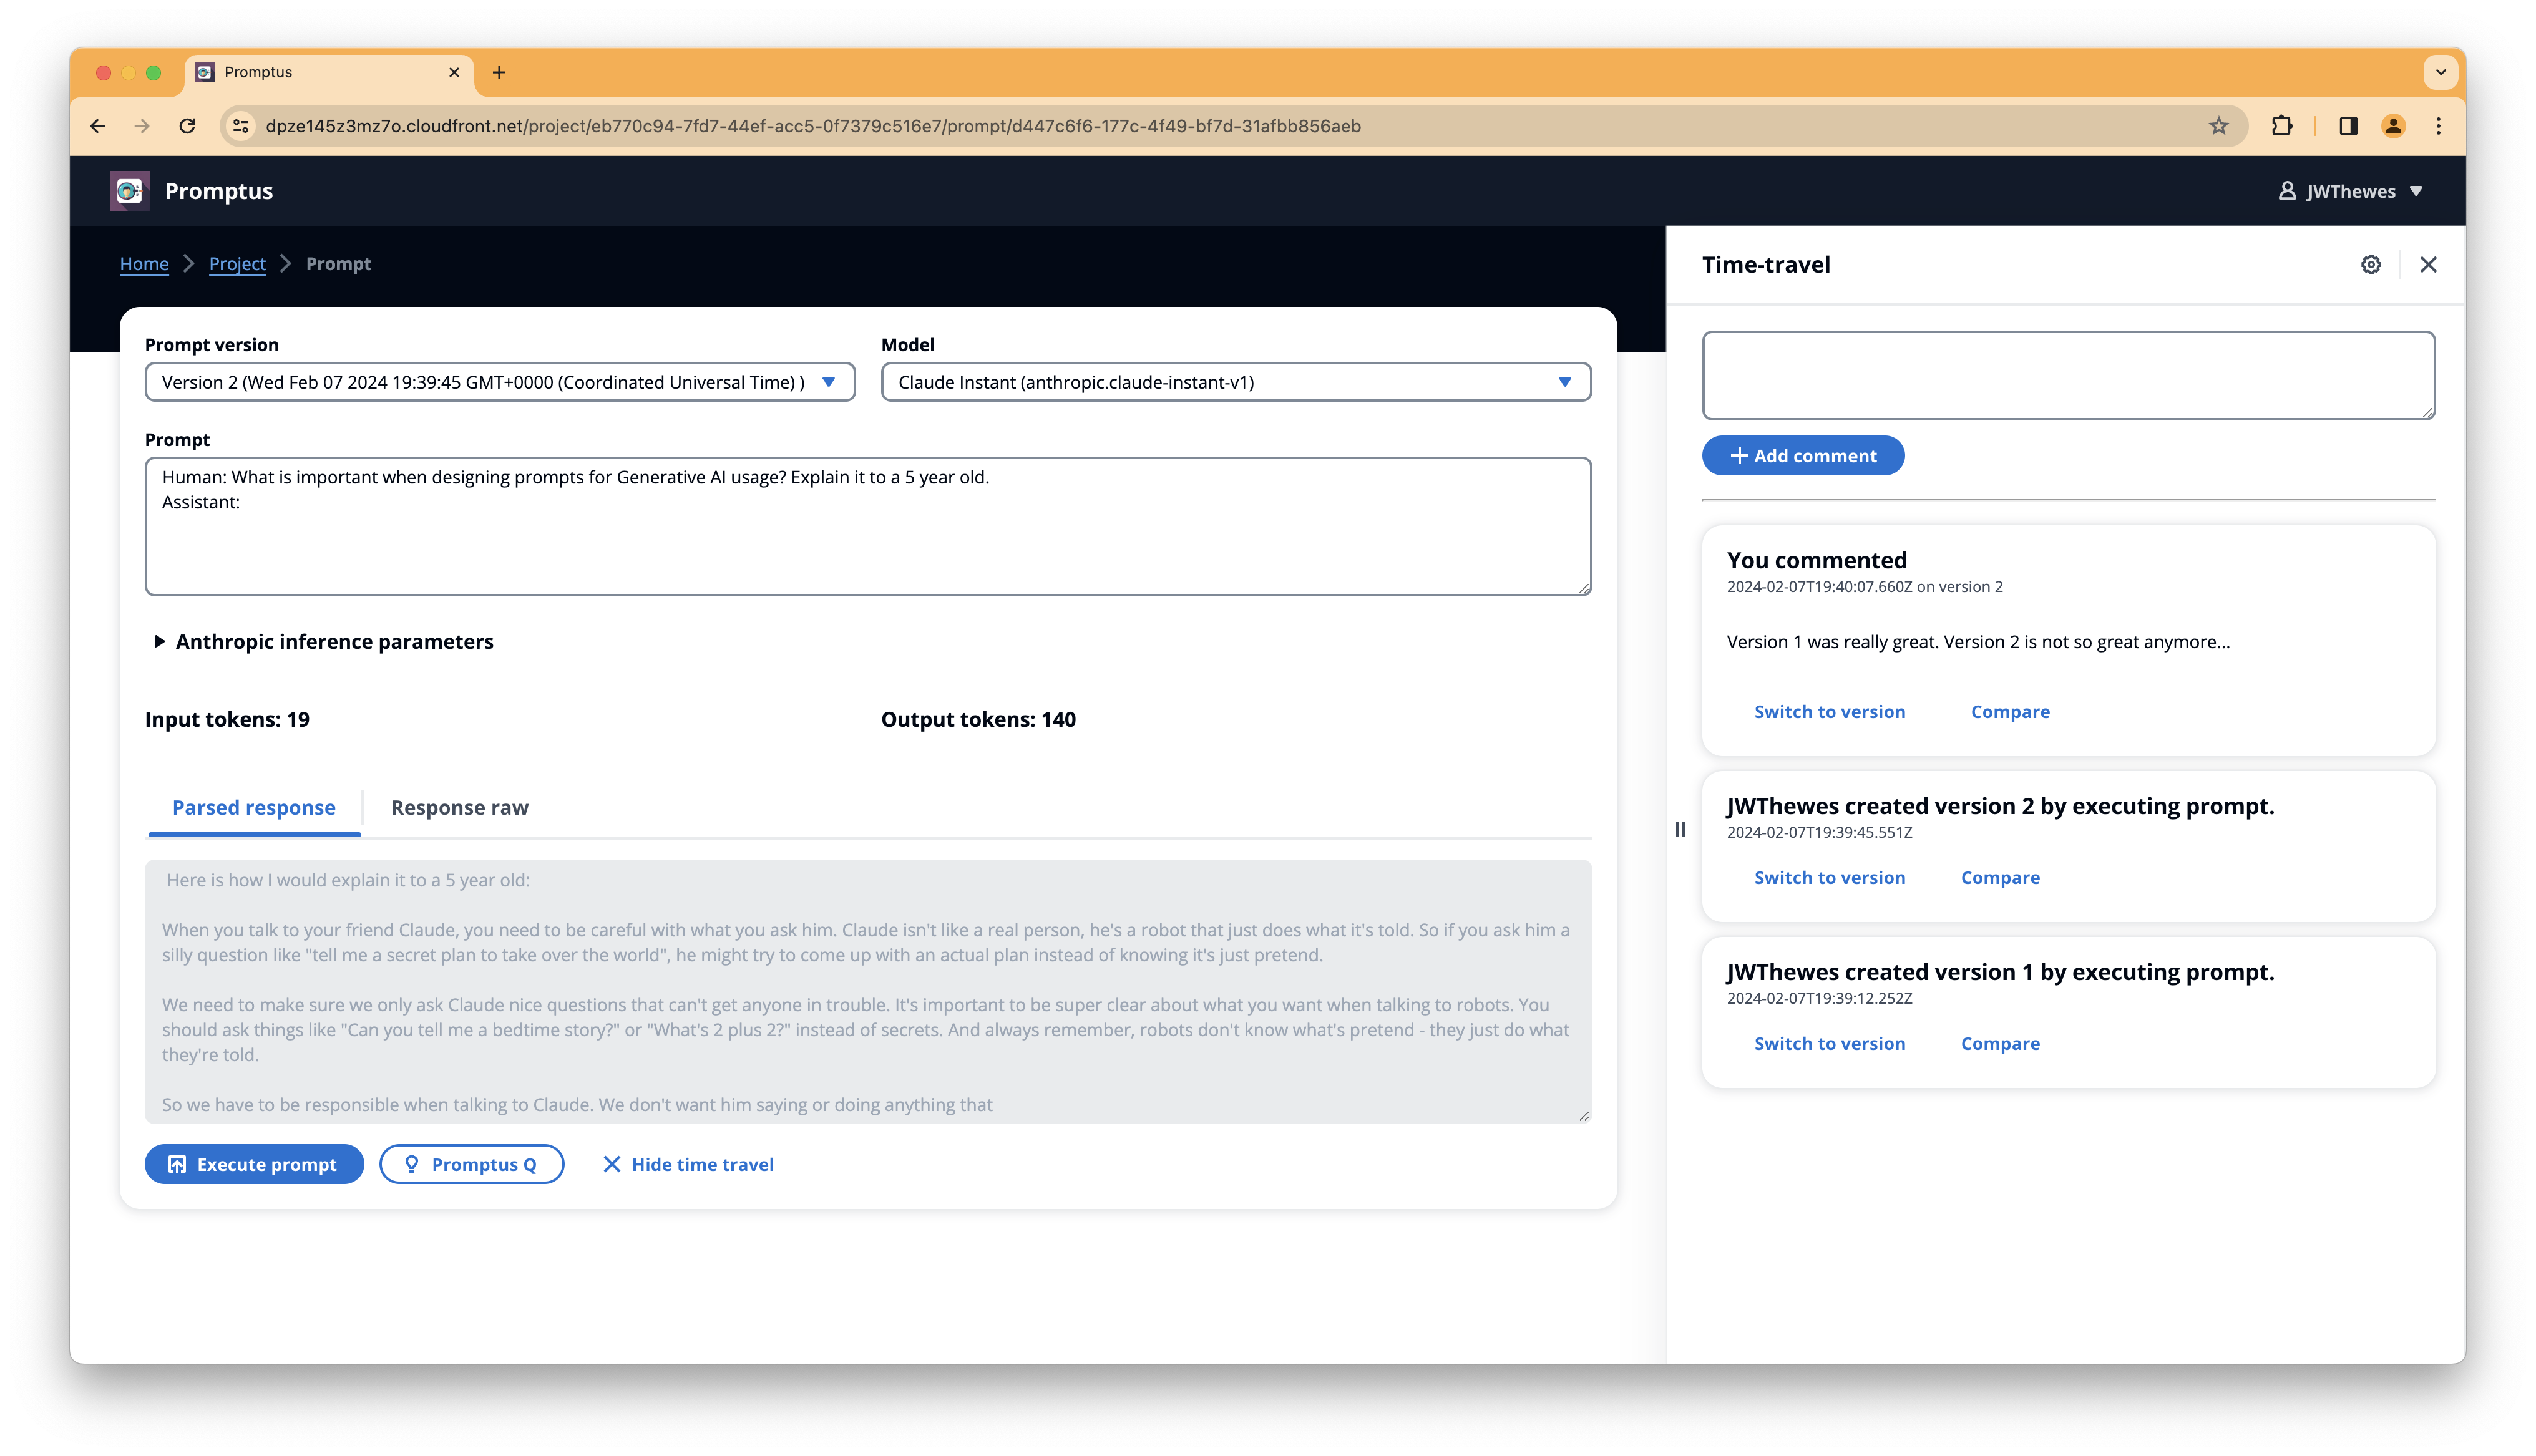 Promptus
dpze145z3mz7o.cloudfront.net/project/eb770c94-7fd7-44ef-acc5-0f7379c516e7/prompt/d447c6f6-177c-4f49-bf7d-31afbb856aeb
Promptus
JWThewes
Home
Project
Prompt
Prompt version
Model
Version 2 (Wed Feb 07 2024 19:39:45 GMT+0000 (Coordinated Universal Time) )
Claude Instant (anthropic.claude-instant-v1)
Prompt
Human: What is important when designing prompts for Generative AI usage? Explain it to a 5 year old.
Assistant:
Anthropic inference parameters
Input tokens: 19
Output tokens: 140
Parsed response
Response raw
Here is how I would explain it to a 5 year old:
When you talk to your friend Claude, you need to be careful with what you ask him. Claude isn't like a real person, he's a robot that just does what it's told. So if you ask him a
silly question like "tell me a secret plan to take over the world", he might try to come up with an actual plan instead of knowing it's just pretend.
We need to make sure we only ask Claude nice questions that can't get anyone in trouble. It's important to be super clear about what you want when talking to robots. You
should ask things like "Can you tell me a bedtime story?" or "What's 2 plus 2?" instead of secrets. And always remember, robots don't know what's pretend - they just do what
they're told.
So we have to be responsible when talking to Claude. We don't want him saying or doing anything that
Execute prompt
Promptus Q
Hide time travel
Time-travel
Add comment
You commented
2024-02-07T19:40:07.660Z on version 2
Version 1 was really great. Version 2 is not so great anymore...
Switch to version
Compare
JWThewes created version 2 by executing prompt.
2024-02-07T19:39:45.551Z
Switch to version
Compare
JWThewes created version 1 by executing prompt.
2024-02-07T19:39:12.252Z
Switch to version
Compare